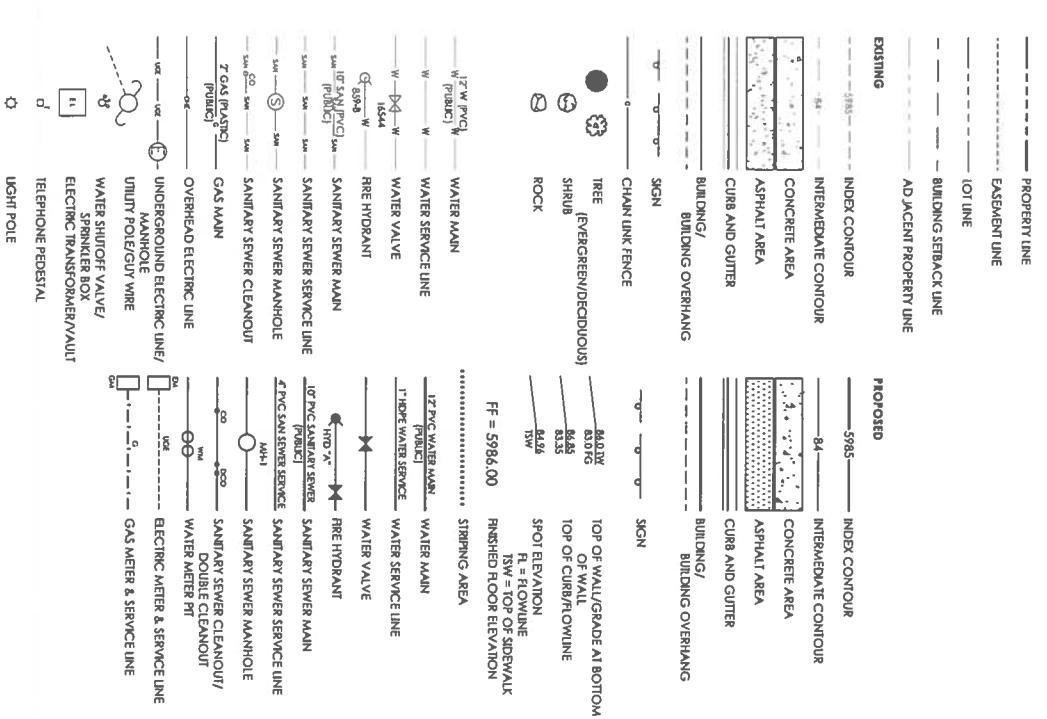 PROPERTY LINE
EASEMENT LINE
LOT LINE
BUILDING SETBACK LINE
ADJACENT PROPERTY LINE
EXISTING
5985
INDEX CONTOUR
84
INTERMEDIATE CONTOUR
CONCRETE AREA
ASPHALT AREA
CURB AND GUTTER
BUILDING/
BUILDING OVERHANG
SIGN
CHAIN LINK FENCE
TREE
(EVERGREEN/DECIDUOUS)
SHRUB
ROCK
12" W (PVC)
(PUBLIC)
W W
WATER MAIN
W W
WATER SERVICE LINE
W W
16544
WATER VALVE
W
859-B
FIRE HYDRANT
10" SAN (PVC)
(PUBLIC)
SANITARY SEWER MAIN
SAN SAN SAN
SANITARY SEWER SERVICE LINE
SAN S SAN
SANITARY SEWER MANHOLE
SAN CO SAN SAN
SANITARY SEWER CLEANOUT
2" GAS (PLASTIC)
(PUBLIC) G
GAS MAIN
OHE
OVERHEAD ELECTRIC LINE
UGE UGE E
UNDERGROUND ELECTRIC LINE/
MANHOLE
UTILITY POLE/GUY WIRE
WATER SHUTOFF VALVE/
SPRINKLER BOX
EL
ELECTRIC TRANSFORMER/VAULT
TELEPHONE PEDESTAL
LIGHT POLE
PROPOSED
5985
INDEX CONTOUR
84
INTERMEDIATE CONTOUR
CONCRETE AREA
ASPHALT AREA
CURB AND GUTTER
BUILDING/
BUILDING OVERHANG
SIGN
86.0 TW
83.0 FG
TOP OF WALL/GRADE AT BOTTOM
OF WALL
86.85
83.35
TOP OF CURB/FLOWLINE
84.96
TSW
SPOT ELEVATION
FL = FLOWLINE
TSW = TOP OF SIDEWALK
FF = 5986.00
FINISHED FLOOR ELEVATION
STRIPING AREA
12" PVC WATER MAIN
(PUBLIC)
WATER MAIN
1" HDPE WATER SERVICE
WATER SERVICE LINE
WATER VALVE
HYD "A"
FIRE HYDRANT
10" PVC SANITARY SEWER
(PUBLIC)
SANITARY SEWER MAIN
4" PVC SAN SEWER SERVICE
SANITARY SEWER SERVICE LINE
MH-1
SANITARY SEWER MANHOLE
CO DCO
SANITARY SEWER CLEANOUT/
DOUBLE CLEANOUT
WM
WATER METER PIT
EM UGE
ELECTRIC METER & SERVICE LINE
GM G
GAS METER & SERVICE LINE